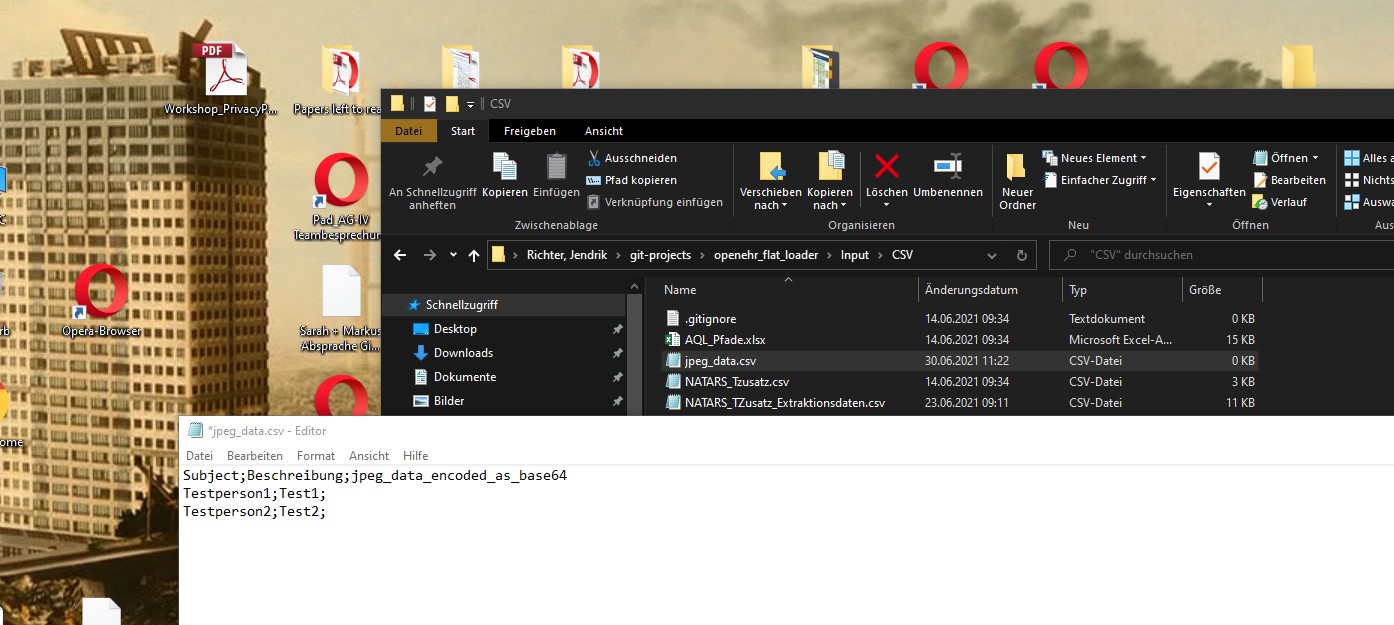 PDF
Workshop_PrivacyP...
Papers left to rea
Pad_AG-IV
Teambesprechun
Opera-Browser
Sarah + Markus
Absprache Gi...
CSV
Datei Start Freigeben Ansicht
An Schnellzugriff
anheften
Kopieren
Einfügen
Ausschneiden
Pfad kopieren
Verknüpfung einfügen
Zwischenablage
Verschieben
nach
Kopieren
nach
Löschen
Umbenennen
Organisieren
Neuer
Ordner
Neues Element
Einfacher Zugriff
Neu
Eigenschaften
Öffnen
Bearbeiten
Verlauf
Öffnen
Alles a
Nichts
Auswa
Aus
Richter, Jendrik › git-projects › openehr_flat_loader › Input › CSV
"CSV" durchsuchen
Schnellzugriff
Desktop
Downloads
Dokumente
Bilder
Name Änderungsdatum Typ Größe
.gitignore 14.06.2021 09:34 Textdokument 0 KB
AQL_Pfade.xlsx 14.06.2021 09:34 Microsoft Excel-A... 15 KB
jpeg_data.csv 30.06.2021 11:22 CSV-Datei 0 KB
NATARS_Tzusatz.csv 14.06.2021 09:34 CSV-Datei 3 KB
NATARS_TZusatz_Extraktionsdaten.csv 23.06.2021 09:11 CSV-Datei 11 KB
*jpeg_data.csv - Editor
Datei Bearbeiten Format Ansicht Hilfe
Subject;Beschreibung;jpeg_data_encoded_as_base64
Testperson1;Test1;
Testperson2;Test2;